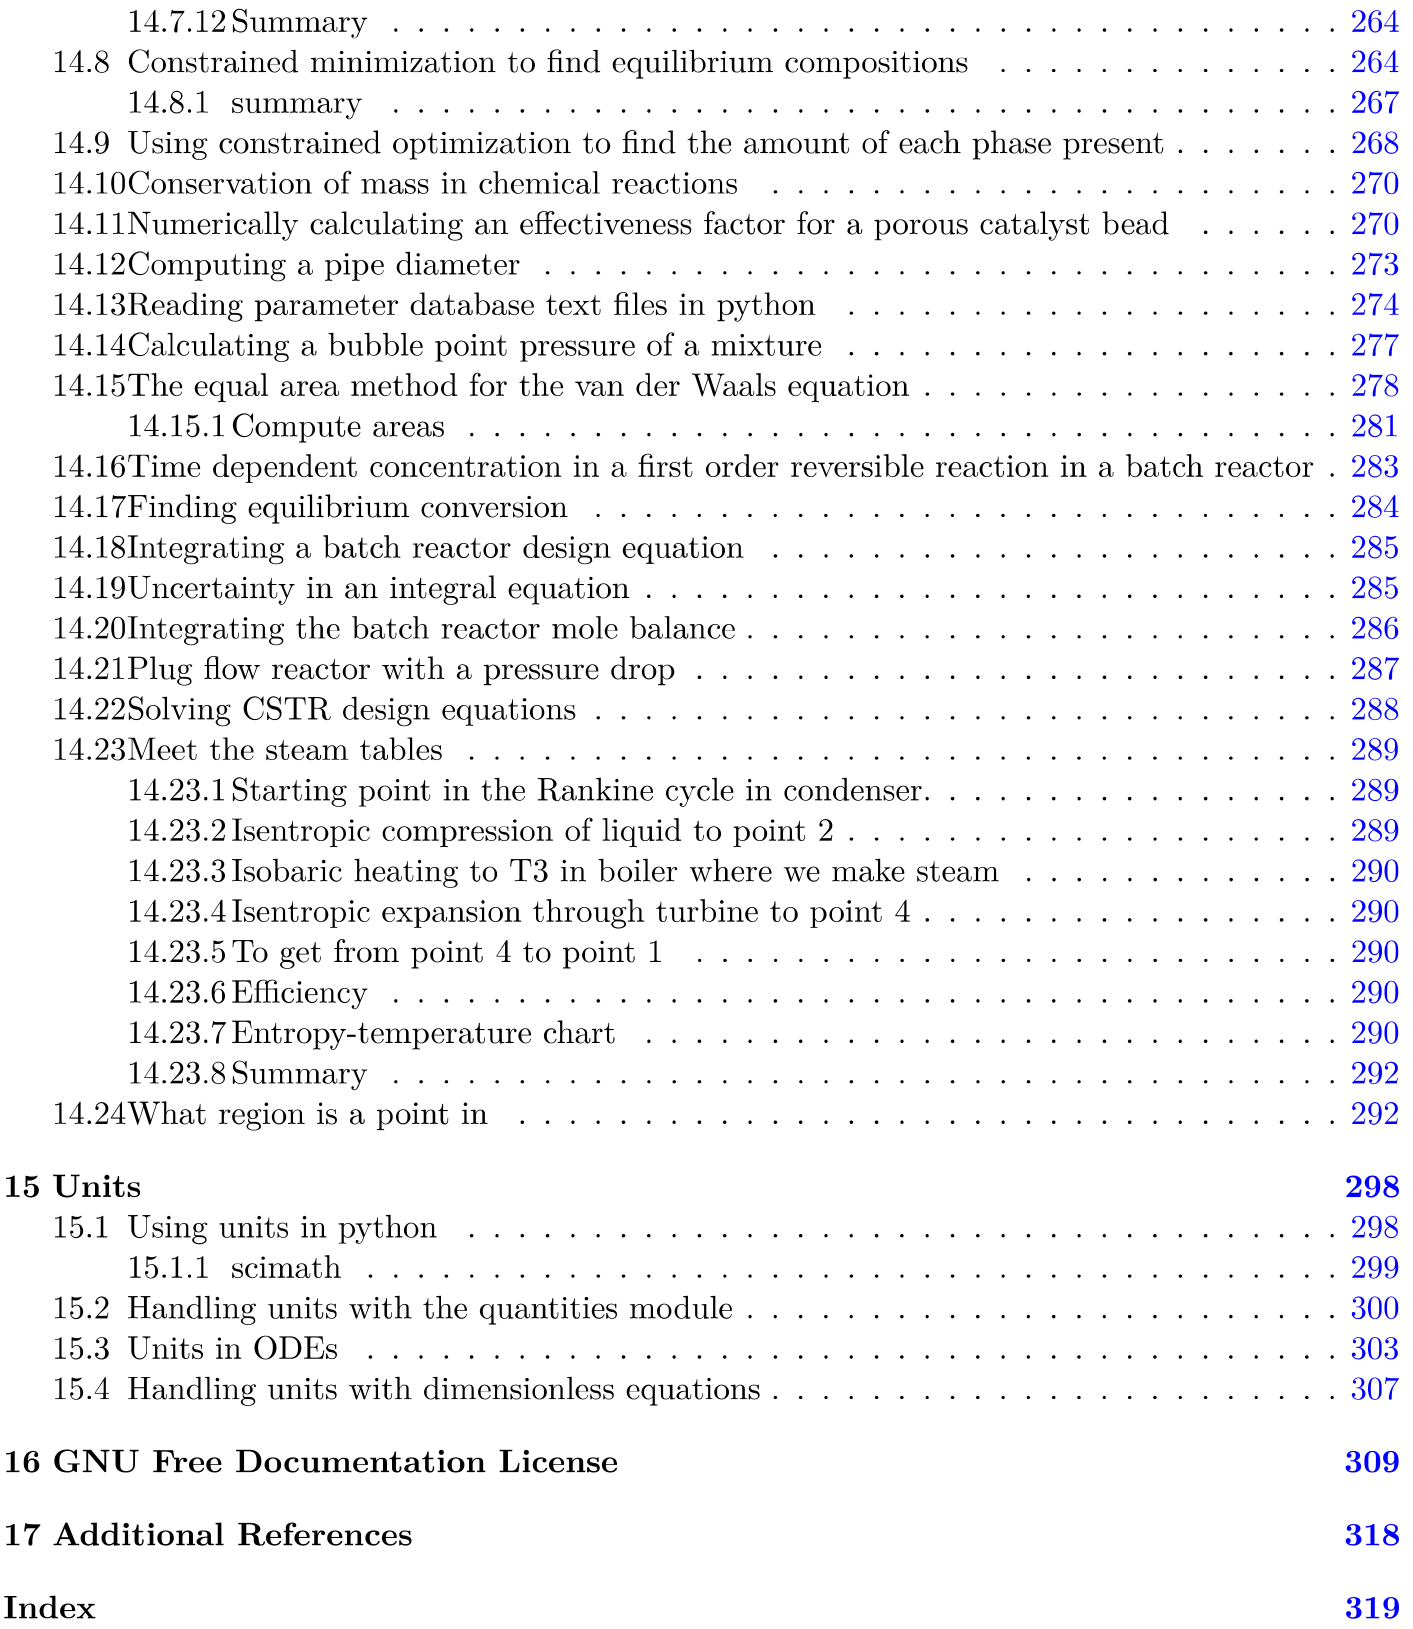 14.7.12 Summary . . . . . . . . . . . . . . . . . . . . . . . . . . . . . . . . . . . . . . 264
14.8 Constrained minimization to find equilibrium compositions . . . . . . . . . . . . . . 264
14.8.1 summary . . . . . . . . . . . . . . . . . . . . . . . . . . . . . . . . . . . . . . 267
14.9 Using constrained optimization to find the amount of each phase present . . . . . . . 268
14.10Conservation of mass in chemical reactions . . . . . . . . . . . . . . . . . . . . . . . 270
14.11Numerically calculating an effectiveness factor for a porous catalyst bead . . . . . . 270
14.12Computing a pipe diameter . . . . . . . . . . . . . . . . . . . . . . . . . . . . . . . . 273
14.13Reading parameter database text files in python . . . . . . . . . . . . . . . . . . . . 274
14.14Calculating a bubble point pressure of a mixture . . . . . . . . . . . . . . . . . . . . 277
14.15The equal area method for the van der Waals equation . . . . . . . . . . . . . . . . . 278
14.15.1 Compute areas . . . . . . . . . . . . . . . . . . . . . . . . . . . . . . . . . . . 281
14.16Time dependent concentration in a first order reversible reaction in a batch reactor . 283
14.17Finding equilibrium conversion . . . . . . . . . . . . . . . . . . . . . . . . . . . . . . 284
14.18Integrating a batch reactor design equation . . . . . . . . . . . . . . . . . . . . . . . 285
14.19Uncertainty in an integral equation . . . . . . . . . . . . . . . . . . . . . . . . . . . . 285
14.20Integrating the batch reactor mole balance . . . . . . . . . . . . . . . . . . . . . . . . 286
14.21Plug flow reactor with a pressure drop . . . . . . . . . . . . . . . . . . . . . . . . . . 287
14.22Solving CSTR design equations . . . . . . . . . . . . . . . . . . . . . . . . . . . . . . 288
14.23Meet the steam tables . . . . . . . . . . . . . . . . . . . . . . . . . . . . . . . . . . . 289
14.23.1 Starting point in the Rankine cycle in condenser. . . . . . . . . . . . . . . . . 289
14.23.2 Isentropic compression of liquid to point 2 . . . . . . . . . . . . . . . . . . . . 289
14.23.3 Isobaric heating to T3 in boiler where we make steam . . . . . . . . . . . . . 290
14.23.4 Isentropic expansion through turbine to point 4 . . . . . . . . . . . . . . . . . 290
14.23.5 To get from point 4 to point 1 . . . . . . . . . . . . . . . . . . . . . . . . . . 290
14.23.6 Efficiency . . . . . . . . . . . . . . . . . . . . . . . . . . . . . . . . . . . . . . 290
14.23.7 Entropy-temperature chart . . . . . . . . . . . . . . . . . . . . . . . . . . . . 290
14.23.8 Summary . . . . . . . . . . . . . . . . . . . . . . . . . . . . . . . . . . . . . . 292
14.24What region is a point in . . . . . . . . . . . . . . . . . . . . . . . . . . . . . . . . . 292
15 Units 298
15.1 Using units in python . . . . . . . . . . . . . . . . . . . . . . . . . . . . . . . . . . . 298
15.1.1 scimath . . . . . . . . . . . . . . . . . . . . . . . . . . . . . . . . . . . . . . . 299
15.2 Handling units with the quantities module . . . . . . . . . . . . . . . . . . . . . . . . 300
15.3 Units in ODEs . . . . . . . . . . . . . . . . . . . . . . . . . . . . . . . . . . . . . . . 303
15.4 Handling units with dimensionless equations . . . . . . . . . . . . . . . . . . . . . . . 307
16 GNU Free Documentation License 309
17 Additional References 318
Index 319